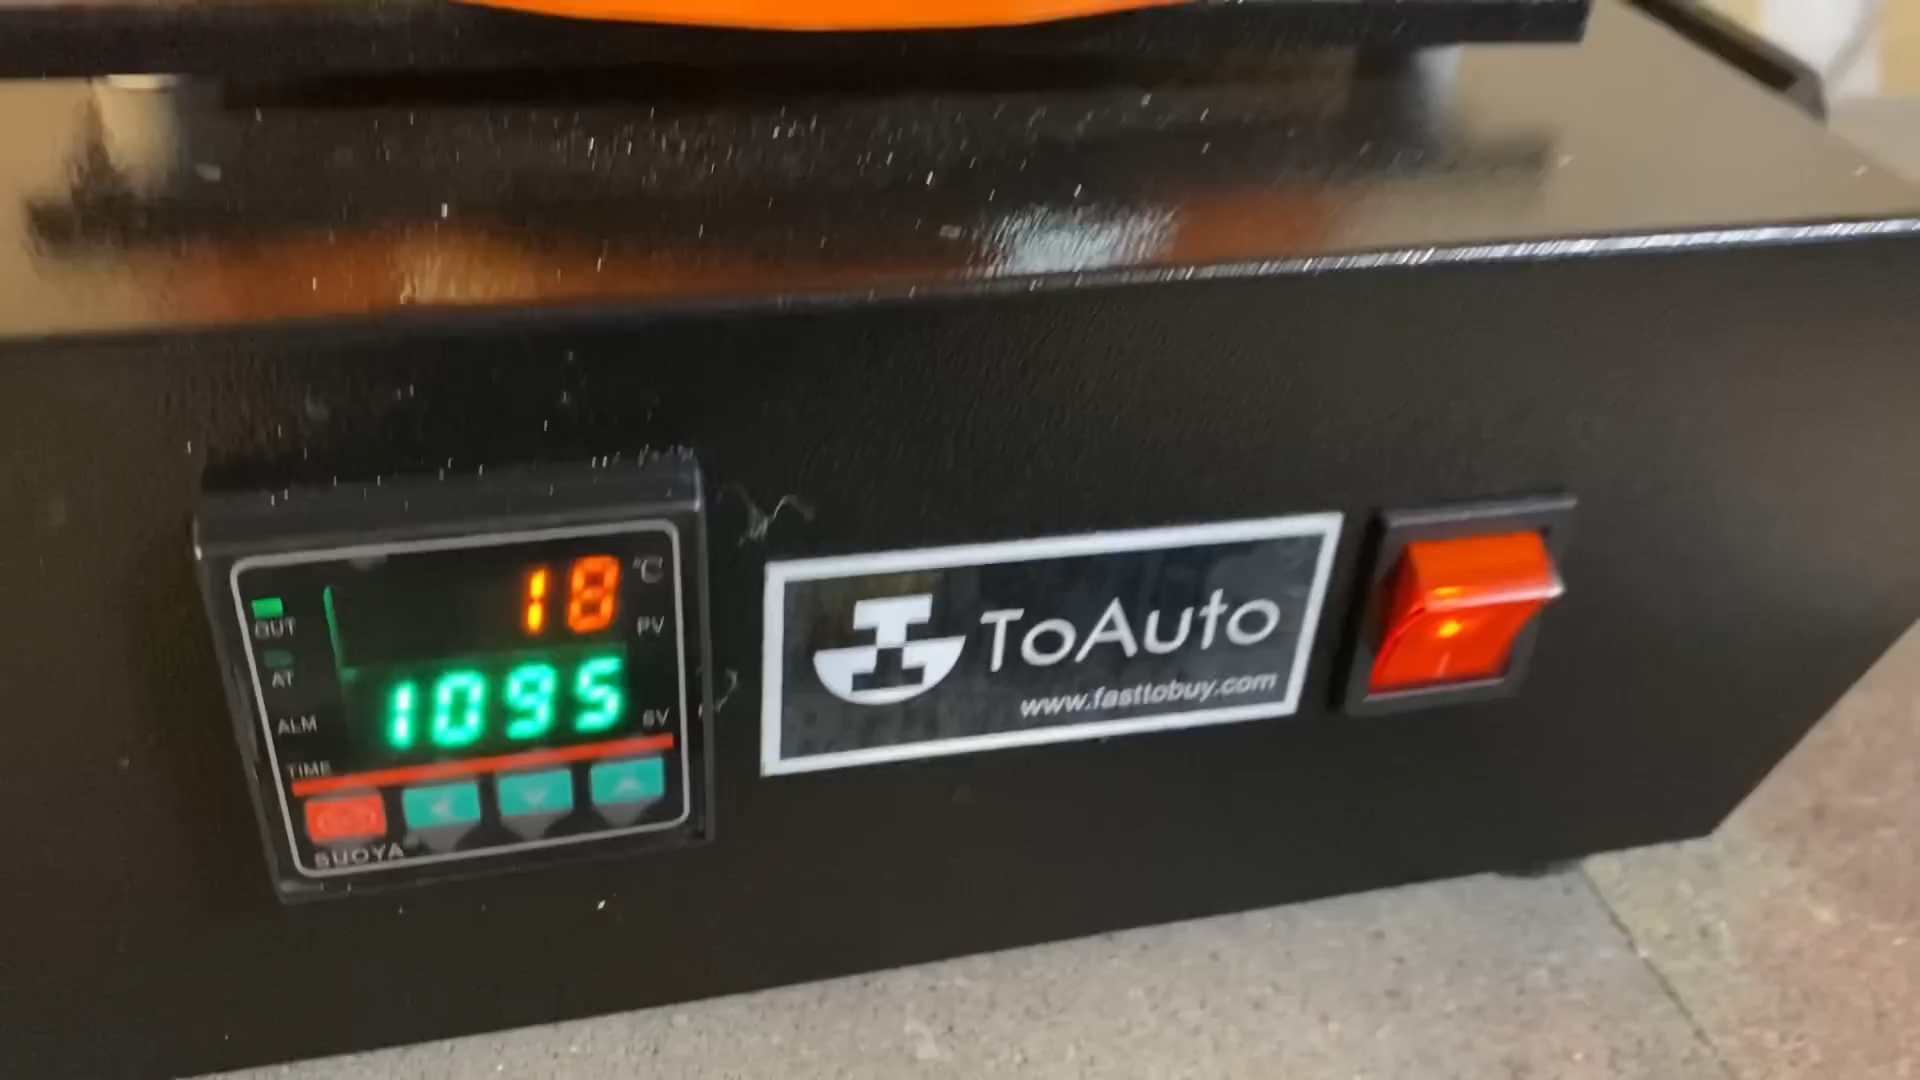 18 °C
OUT
PV
AT
1095
ALM
SV
TIME
SUOYA
ToAuto
www.fasttobuy.com